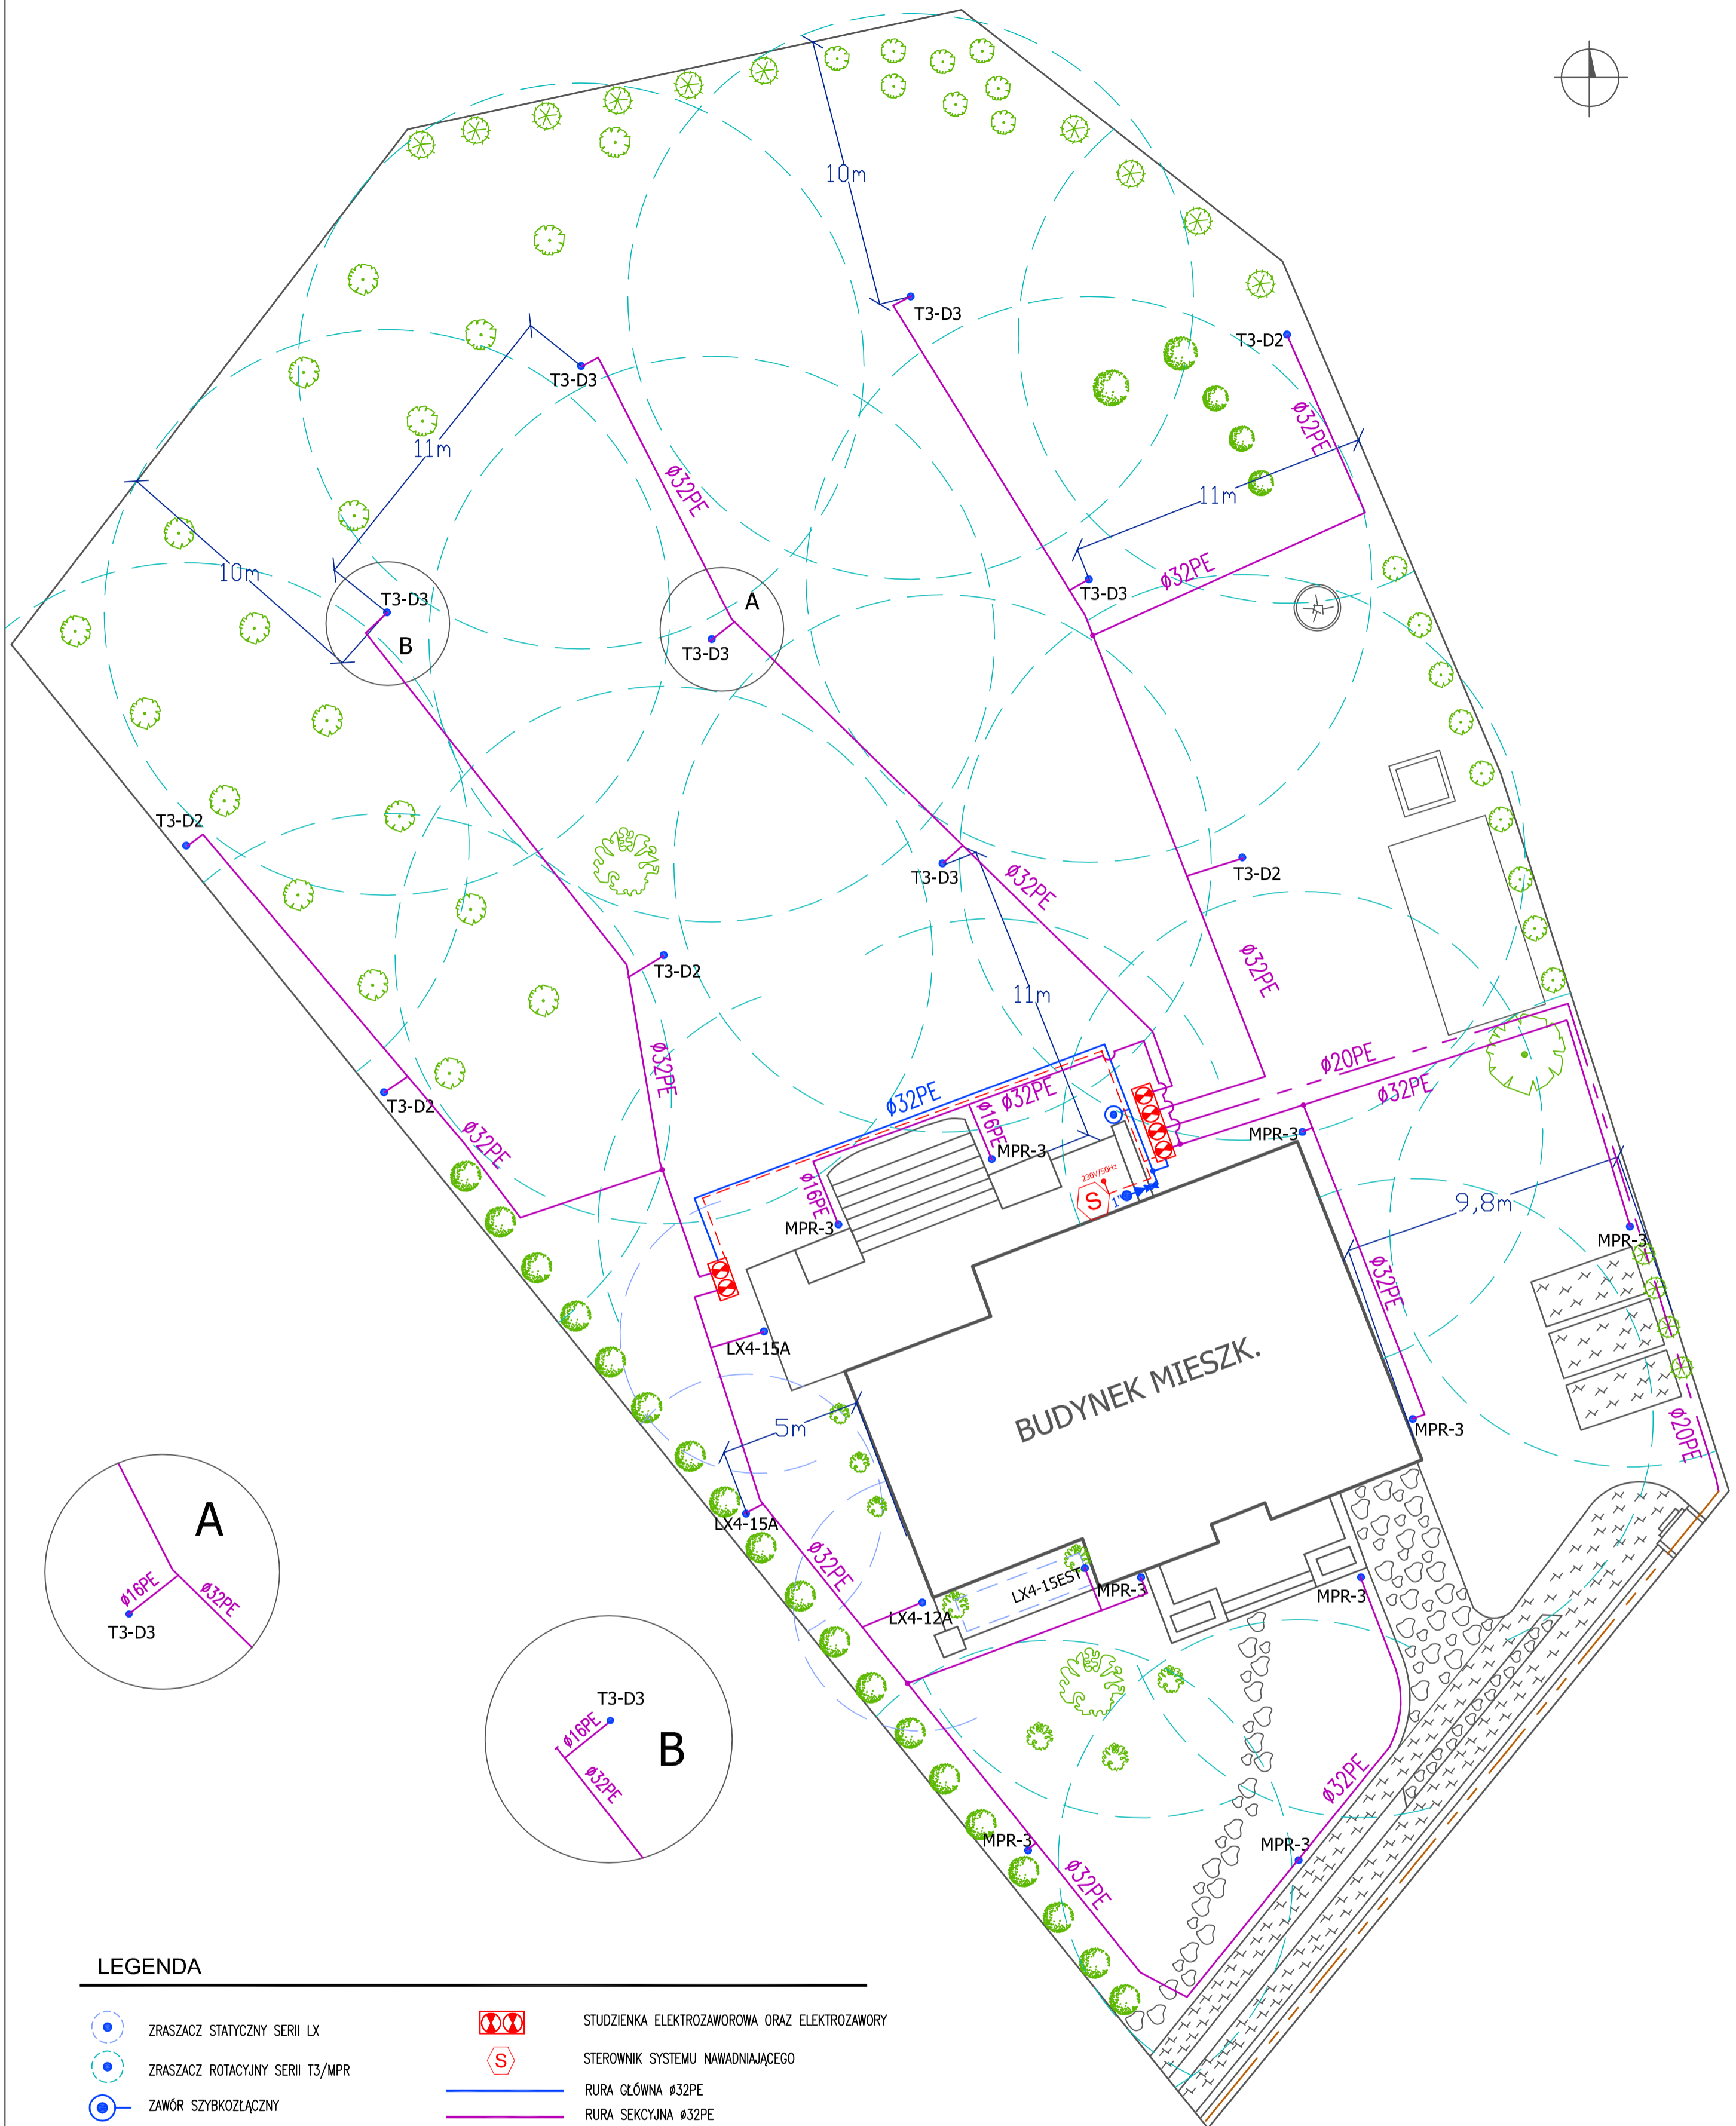 10m
T3-D3
T3-D2
T3-D3
11m
ø32PE
ø32PE
11m
10m
ø32PE
T3-D3
T3-D3
A
T3-D3
B
T3-D3
T3-D2
T3-D3
ø32PE
T3-D2
T3-D2
ø32PE
11m
ø32PE
ø20PE
ø32PE
ø32PE
ø32PE
T3-D2
ø32PE
ø16PE
MPR-3
MPR-3
230V/50Hz
S
1"
ø16PE
MPR-3
9,8m
MPR-3
ø32PE
LX4-15A
BUDYNEK MIESZK.
5m
MPR-3
ø20PE
LX4-15A
ø32PE
LX4-15EST
MPR-3
MPR-3
LX4-12A
A
ø16PE
ø32PE
T3-D3
T3-D3
ø16PE
B
ø32PE
ø32PE
MPR-3
MPR-3
ø32PE
LEGENDA
ZRASZACZ STATYCZNY SERII LX
ZRASZACZ ROTACYJNY SERII T3/MPR
ZAWÓR SZYBKOZŁĄCZNY
STUDZIENKA ELEKTROZAWOROWA ORAZ ELEKTROZAWORY
S
STEROWNIK SYSTEMU NAWADNIAJĄCEGO
RURA GŁÓWNA ø32PE
RURA SEKCYJNA ø32PE